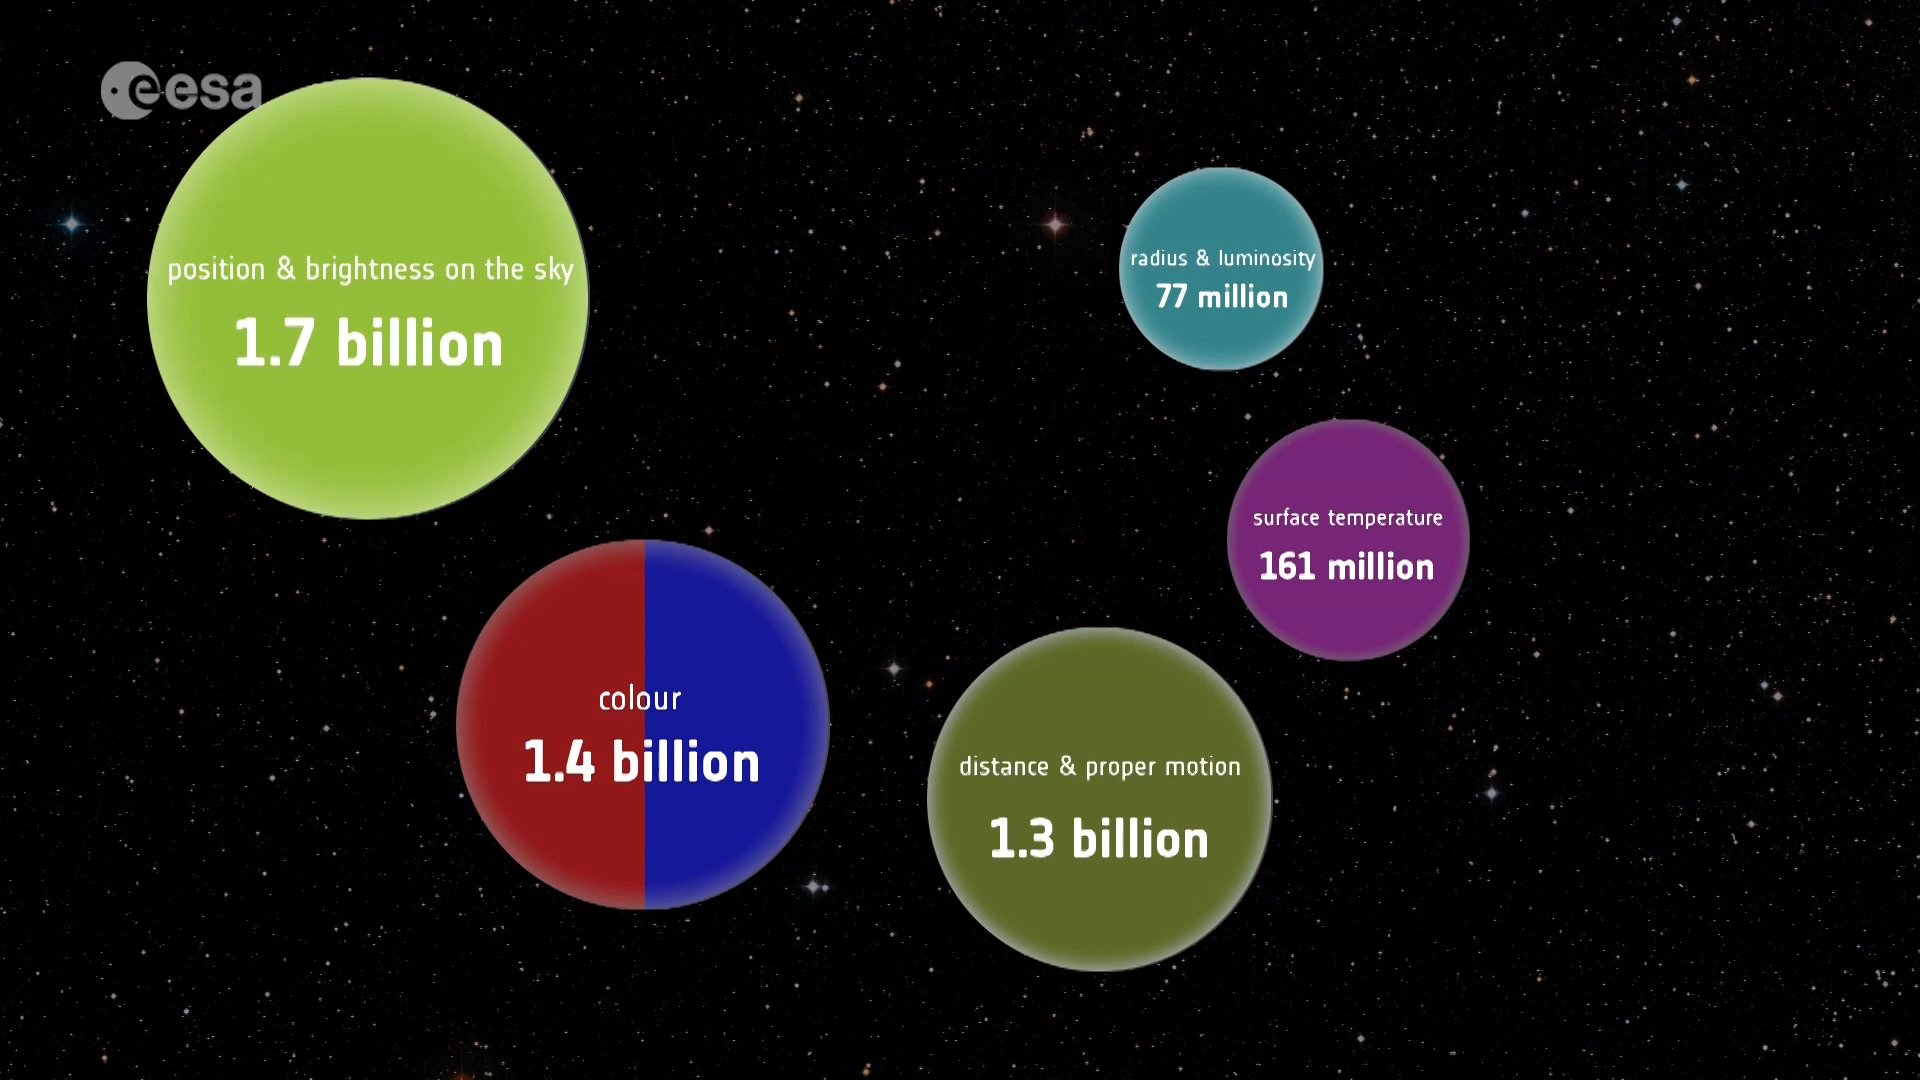 esa
position & brightness on the sky
1.7 billion
radius & luminosity
77 million
surface temperature
161 million
colour
1.4 billion
distance & proper motion
1.3 billion